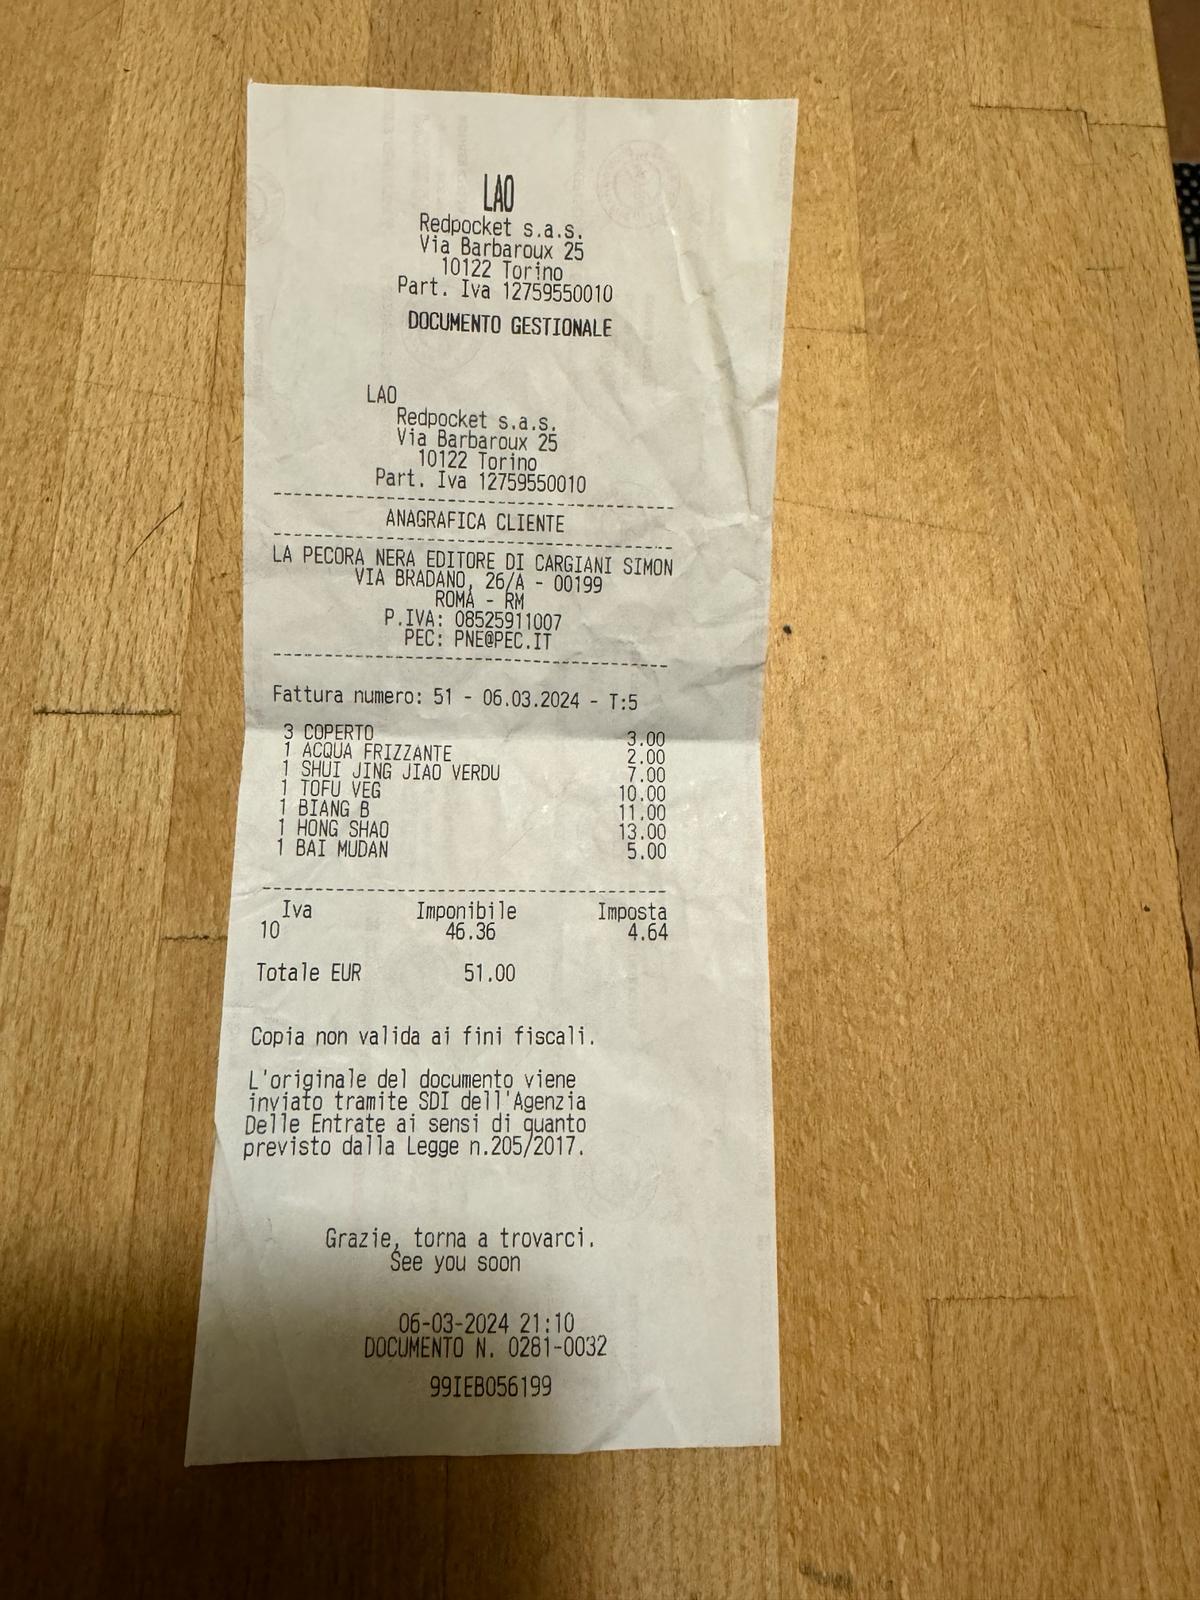 LAO
Redpocket s.a.s.
Via Barbaroux 25
10122 Torino
Part. Iva 12759550010
DOCUMENTO GESTIONALE
LAO
Redpocket s.a.s.
Via Barbaroux 25
10122 Torino
Part. Iva 12759550010
ANAGRAFICA CLIENTE
LA PECORA NERA EDITORE DI CARGIANI SIMON
VIA BRADANO, 26/A - 00199
ROMA - RM
P.IVA: 08525911007
PEC: PNE@PEC.IT
Fattura numero: 51 - 06.03.2024 - T:5
3 COPERTO 3.00
1 ACQUA FRIZZANTE 2.00
1 SHUI JING JIAO VERDU 7.00
1 TOFU VEG 10.00
1 BIANG B 11.00
1 HONG SHAO 13.00
1 BAI MUDAN 5.00
Iva Imponibile Imposta
10 46.36 4.64
Totale EUR 51.00
Copia non valida ai fini fiscali.
L'originale del documento viene
inviato tramite SDI dell'Agenzia
Delle Entrate ai sensi di quanto
previsto dalla Legge n.205/2017.
Grazie, torna a trovarci.
See you soon
06-03-2024 21:10
DOCUMENTO N. 0281-0032
99IEB056199